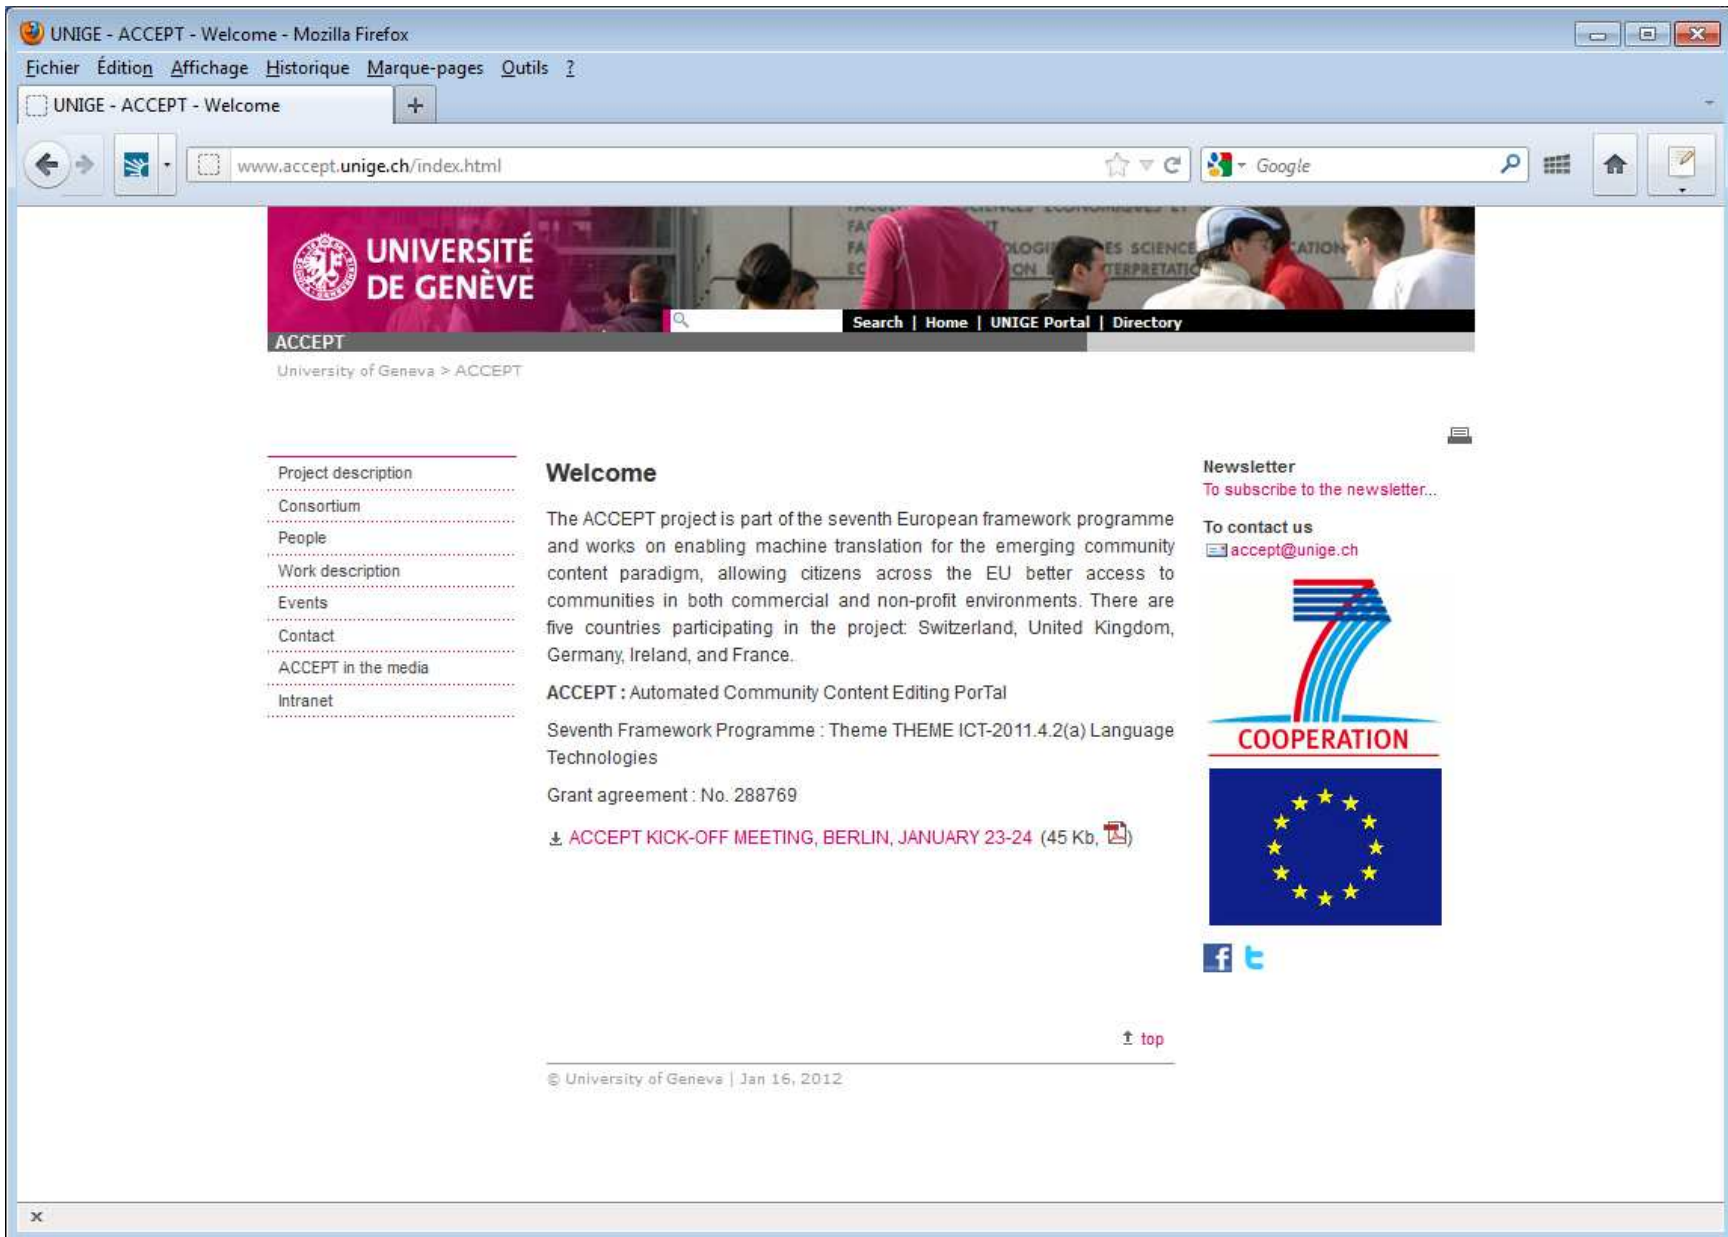 UNIGE - ACCEPT - Welcome - Mozilla Firefox
Fichier Édition Affichage Historique Marque-pages Outils ?
UNIGE - ACCEPT - Welcome
www.accept.unige.ch/index.html
Google
UNIVERSITÉ
DE GENÈVE
Search | Home | UNIGE Portal | Directory
ACCEPT
University of Geneva > ACCEPT
Project description
Consortium
People
Work description
Events
Contact
ACCEPT in the media
Intranet
Welcome
The ACCEPT project is part of the seventh European framework programme
and works on enabling machine translation for the emerging community
content paradigm, allowing citizens across the EU better access to
communities in both commercial and non-profit environments. There are
five countries participating in the project: Switzerland, United Kingdom,
Germany, Ireland, and France.
ACCEPT : Automated Community Content Editing PorTal
Seventh Framework Programme : Theme THEME ICT-2011.4.2(a) Language
Technologies
Grant agreement : No. 288769
ACCEPT KICK-OFF MEETING, BERLIN, JANUARY 23-24 (45 Kb, )
Newsletter
To subscribe to the newsletter...
To contact us
accept@unige.ch
7
COOPERATION
f t
top
© University of Geneva | Jan 16, 2012